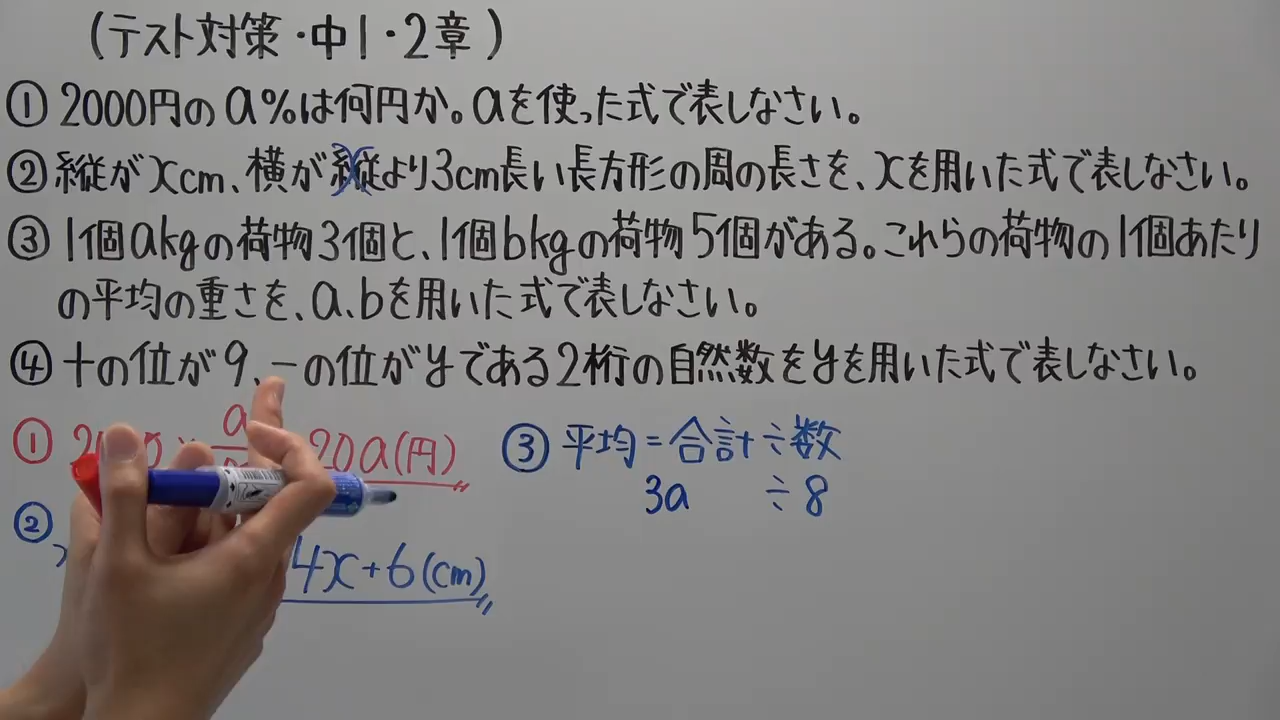 (テスト対策・中1・2章)
① 2000円のa%は何円か。aを使った式で表しなさい。
② 縦がxcm、横が縦より3cm長い長方形の周の長さを、xを用いた式で表しなさい。
③ 1個akgの荷物3個と、1個bkgの荷物5個がある。これらの荷物の1個あたり
の平均の重さを、a、bを用いた式で表しなさい。
④ 十の位が9、一の位がyである2桁の自然数をyを用いた式で表しなさい。
① a 20a(円)
② 4x+6(cm)
③ 平均=合計÷数
3a ÷8